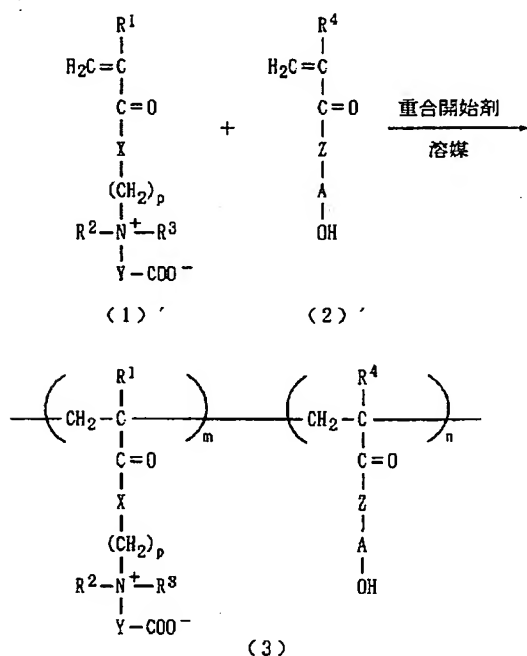 R¹ R⁴
H₂C=C H₂C=C
C=O C=O
X + Z 重合開始剤
(CH₂)ₚ A 溶媒
R²-N⁺-R³ OH
Y-COO⁻
(1)′ (2)′
R¹ R⁴
(CH₂-C)m (CH₂-C)n
C=O C=O
X Z
(CH₂)ₚ A
R²-N⁺-R³ OH
Y-COO⁻
(3)